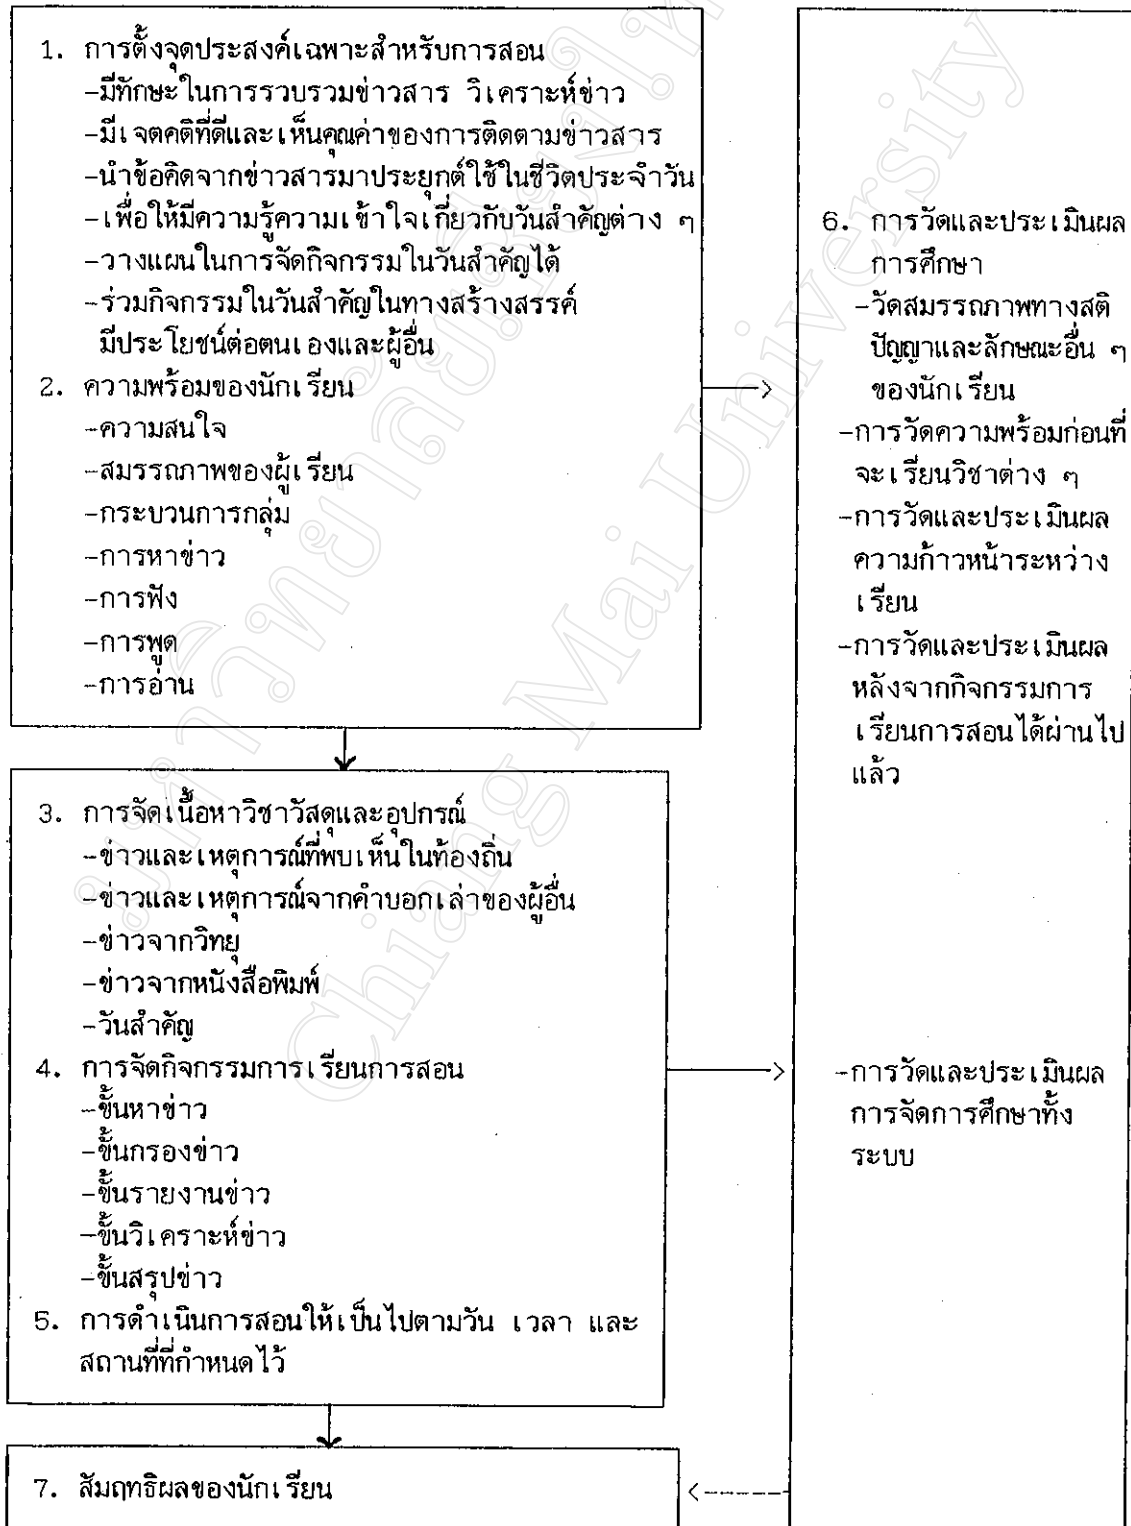 1. การตั้งจุดประสงค์เฉพาะสำหรับการสอน
-มีทักษะในการรวบรวมข่าวสาร วิเคราะห์ข่าว
-มีเจตคติที่ดีและเห็นคุณค่าของการติดตามข่าวสาร
-นำข้อคิดจากข่าวสารมาประยุกต์ใช้ในชีวิตประจำวัน
-เพื่อให้มีความรู้ความเข้าใจเกี่ยวกับวันสำคัญต่าง ๆ
-วางแผนในการจัดกิจกรรมในวันสำคัญได้
-ร่วมกิจกรรมในวันสำคัญในทางสร้างสรรค์
มีประโยชน์ต่อตนเองและผู้อื่น
2. ความพร้อมของนักเรียน
-ความสนใจ
-สมรรถภาพของผู้เรียน
-กระบวนการกลุ่ม
-การหาข่าว
-การฟัง
-การพูด
-การอ่าน
3. การจัดเนื้อหาวิชาวัสดุและอุปกรณ์
-ข่าวและเหตุการณ์ที่พบเห็นในท้องถิ่น
-ข่าวและเหตุการณ์จากคำบอกเล่าของผู้อื่น
-ข่าวจากวิทยุ
-ข่าวจากหนังสือพิมพ์
-วันสำคัญ
4. การจัดกิจกรรมการเรียนการสอน
-ขั้นหาข่าว
-ขั้นกรองข่าว
-ขั้นรายงานข่าว
-ขั้นวิเคราะห์ข่าว
-ขั้นสรุปข่าว
5. การดำเนินการสอนให้เป็นไปตามวัน เวลา และ
สถานที่ที่กำหนดไว้
6. การวัดและประเมินผล
การศึกษา
-วัดสมรรถภาพทางสติ
ปัญญาและลักษณะอื่น ๆ
ของนักเรียน
-การวัดความพร้อมก่อนที่
จะเรียนวิชาต่าง ๆ
-การวัดและประเมินผล
ความก้าวหน้าระหว่าง
เรียน
-การวัดและประเมินผล
หลังจากกิจกรรมการ
เรียนการสอนได้ผ่านไป
แล้ว
-การวัดและประเมินผล
การจัดการศึกษาทั้ง
ระบบ
7. สัมฤทธิผลของนักเรียน
มหาวิทยาลัยเชียงใหม่
Chiang Mai University